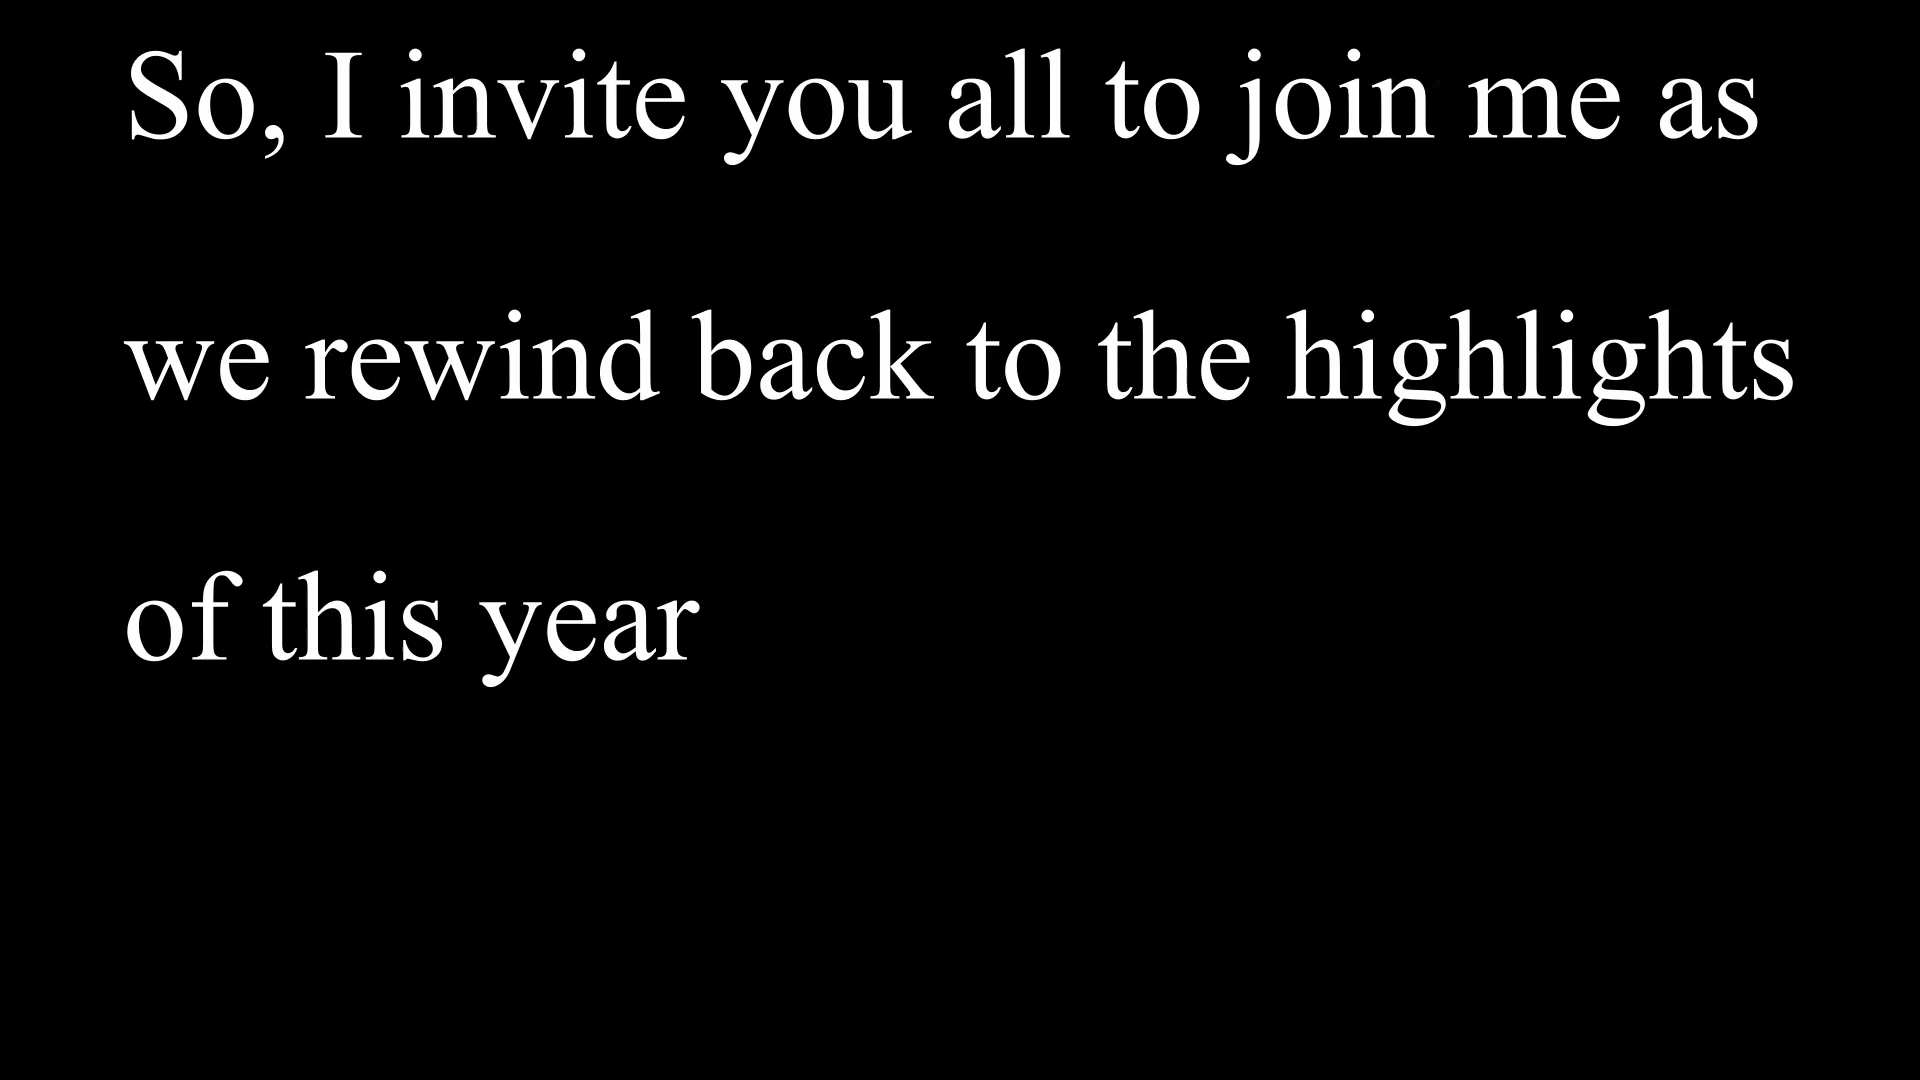 So, I invite you all to join me as
we rewind back to the highlights
of this year